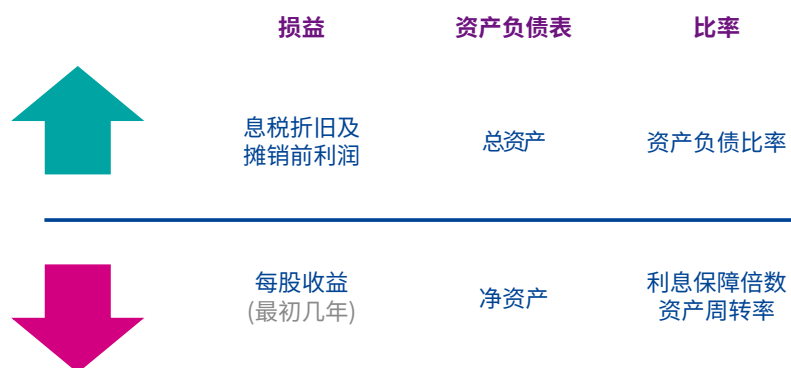 损益 资产负债表 比率
息税折旧及
摊销前利润
总资产
资产负债比率
每股收益
(最初几年)
净资产
利息保障倍数
资产周转率